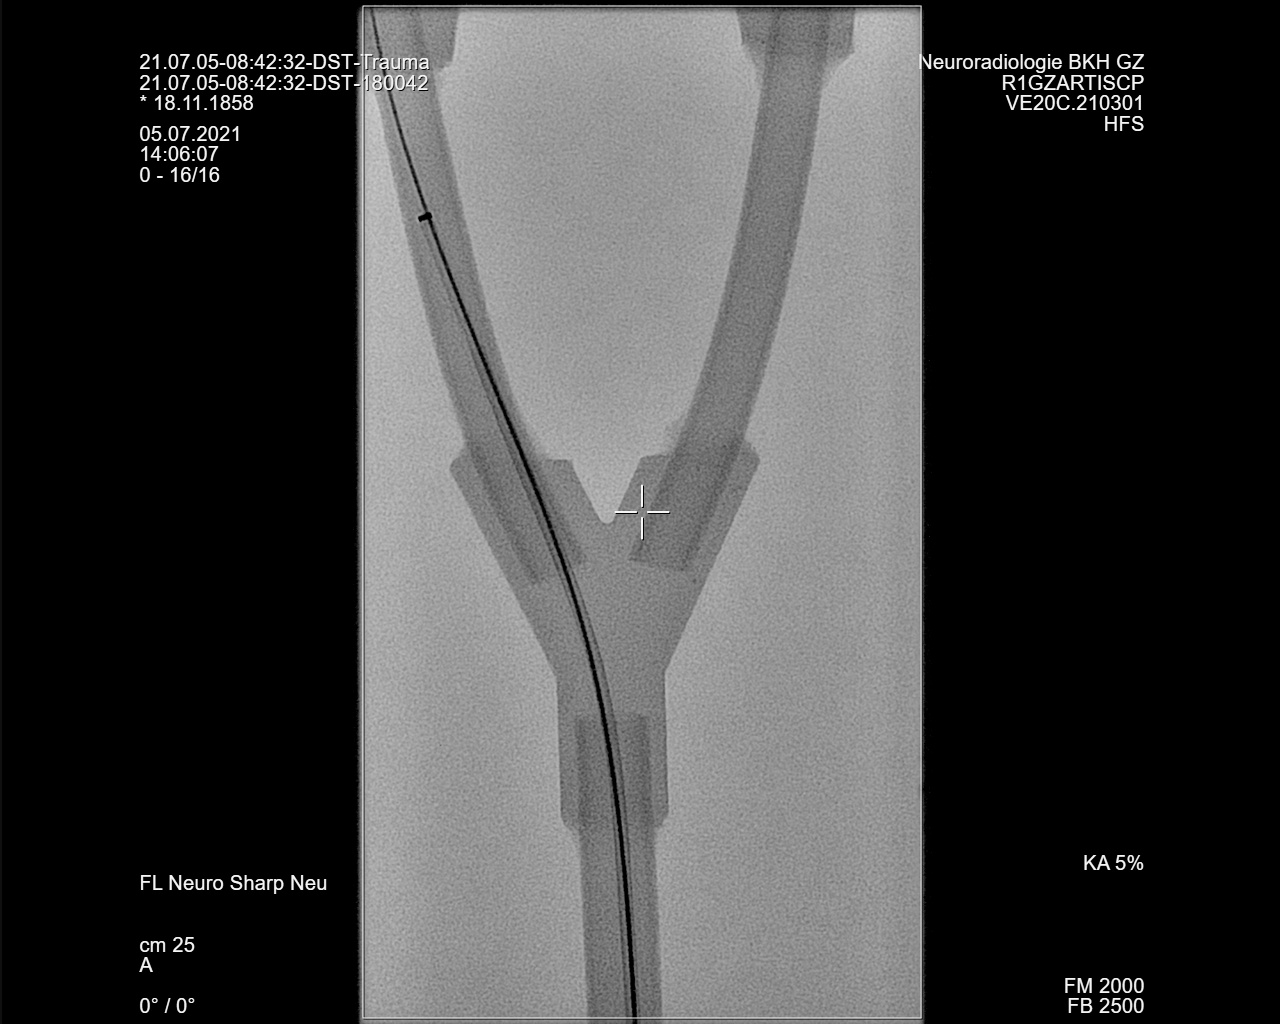 21.07.05-08:42:32-DST-Trauma
21.07.05-08:42:32-DST-180042
* 18.11.1858
05.07.2021
14:06:07
0 - 16/16
Neuroradiologie BKH GZ
R1GZARTISCP
VE20C.210301
HFS
FL Neuro Sharp Neu
cm 25
A
0° / 0°
KA 5%
FM 2000
FB 2500